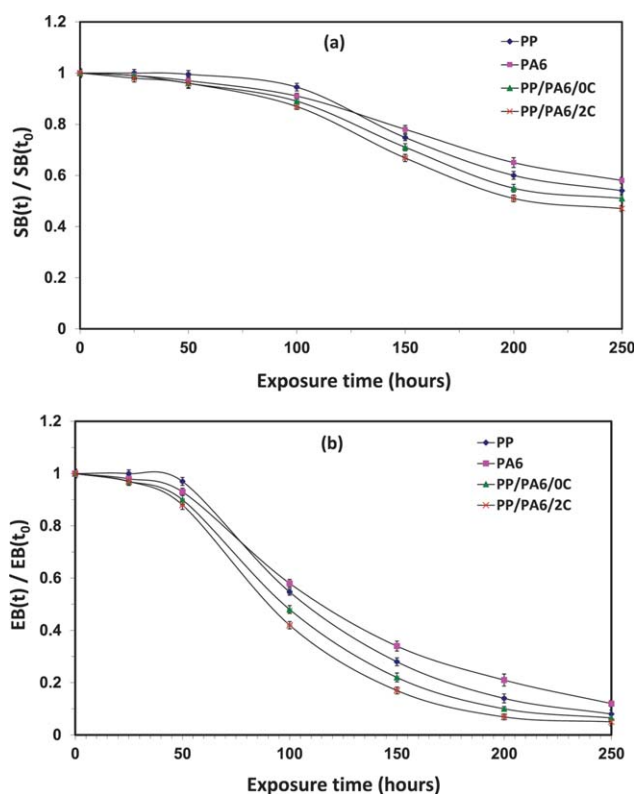 (a)
PP
PA6
PP/PA6/0C
PP/PA6/2C
1.2
1
0.8
0.6
0.4
0.2
0
SB(t) / SB(t₀)
0 50 100 150 200 250
Exposure time (hours)
(b)
PP
PA6
PP/PA6/0C
PP/PA6/2C
1.2
1
0.8
0.6
0.4
0.2
0
EB(t) / EB(t₀)
0 50 100 150 200 250
Exposure time (hours)